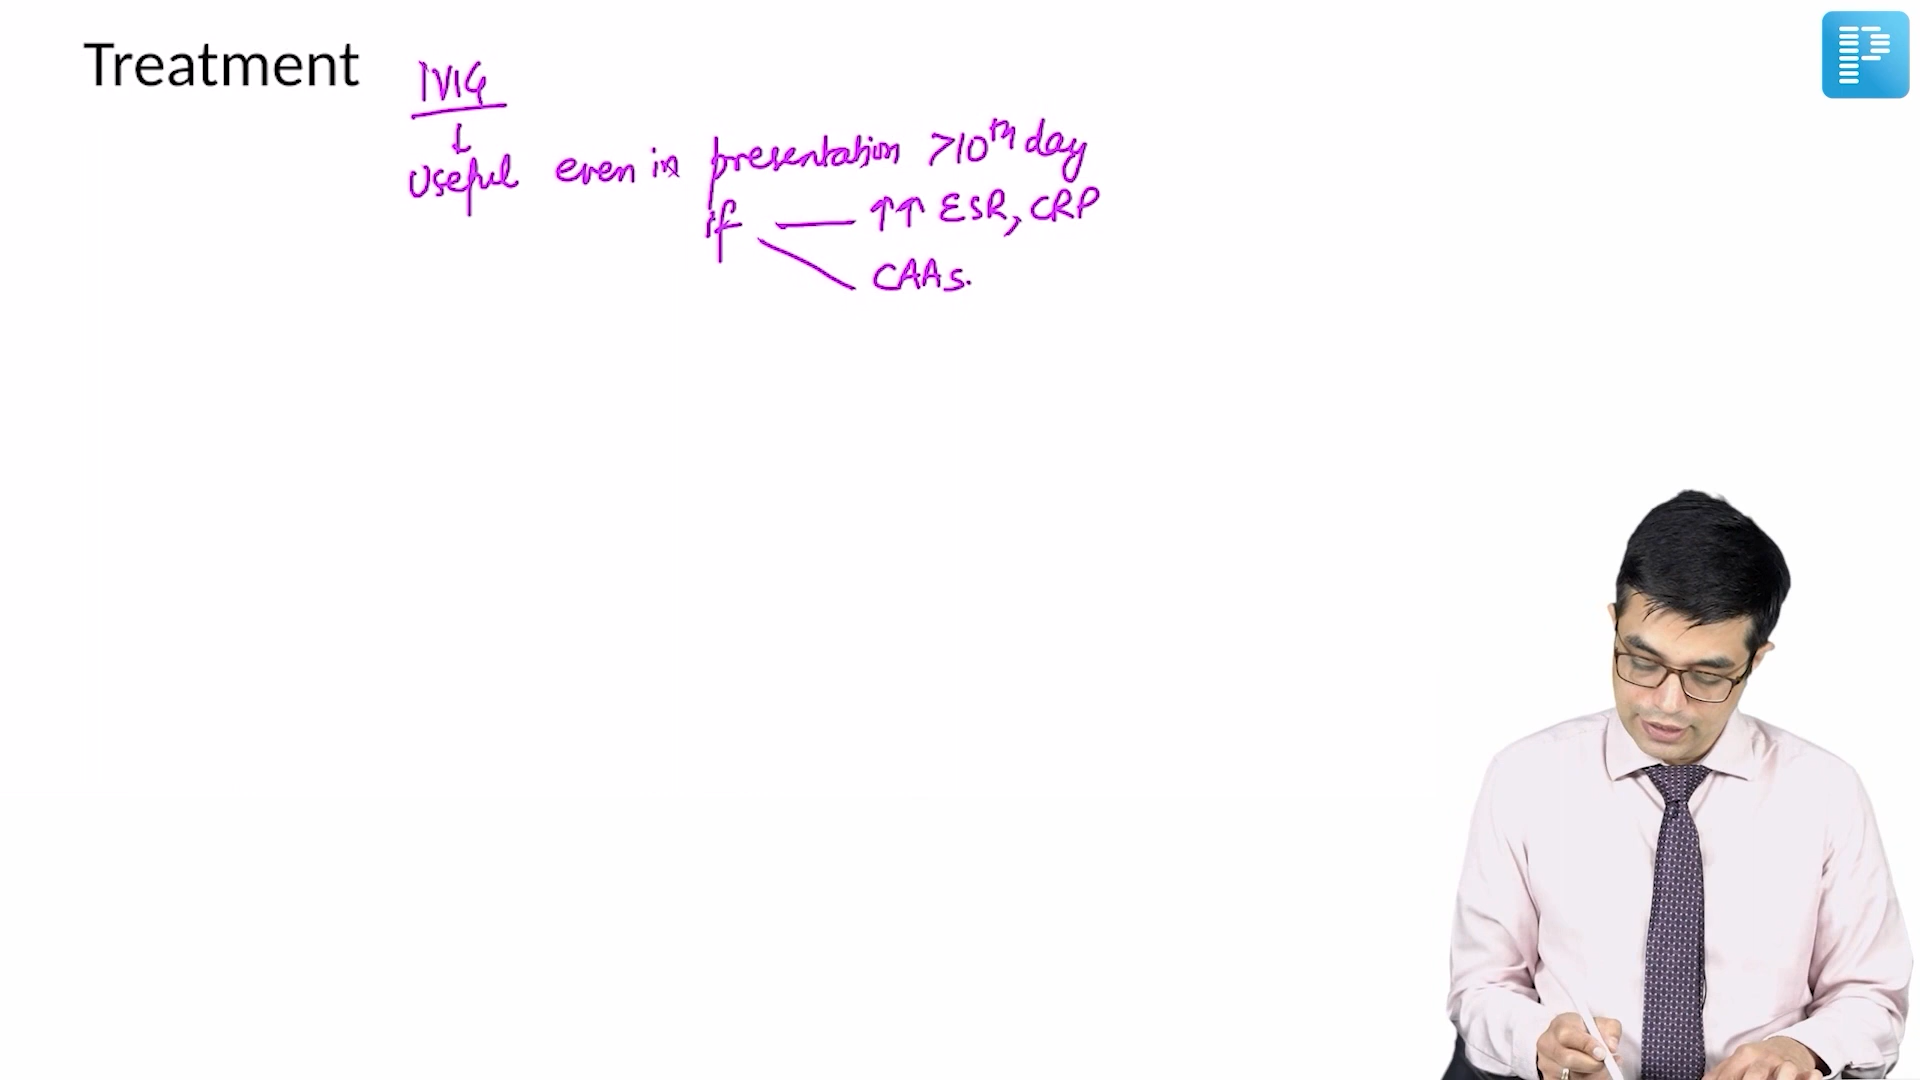 Treatment
IVIG
↓
Useful even in presentation >10th day
if — ↑↑ ESR, CRP
CAAs.